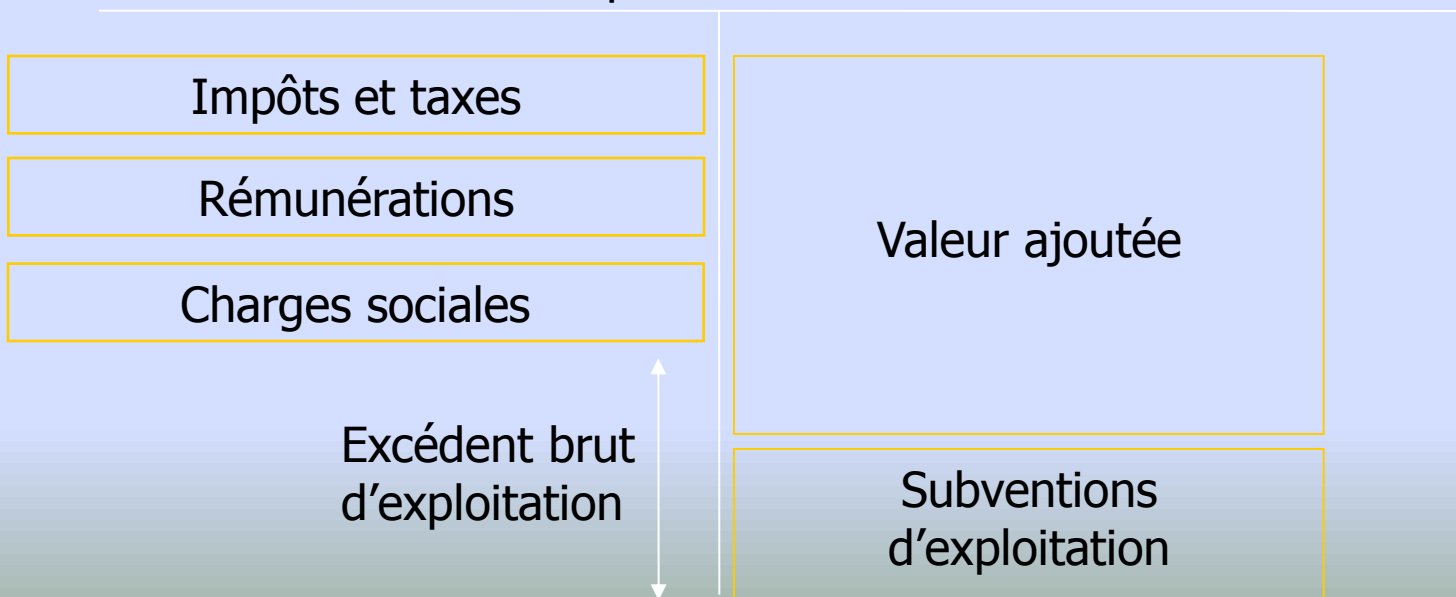 Impôts et taxes
Rémunérations
Charges sociales
Excédent brut
d’exploitation
Valeur ajoutée
Subventions
d’exploitation